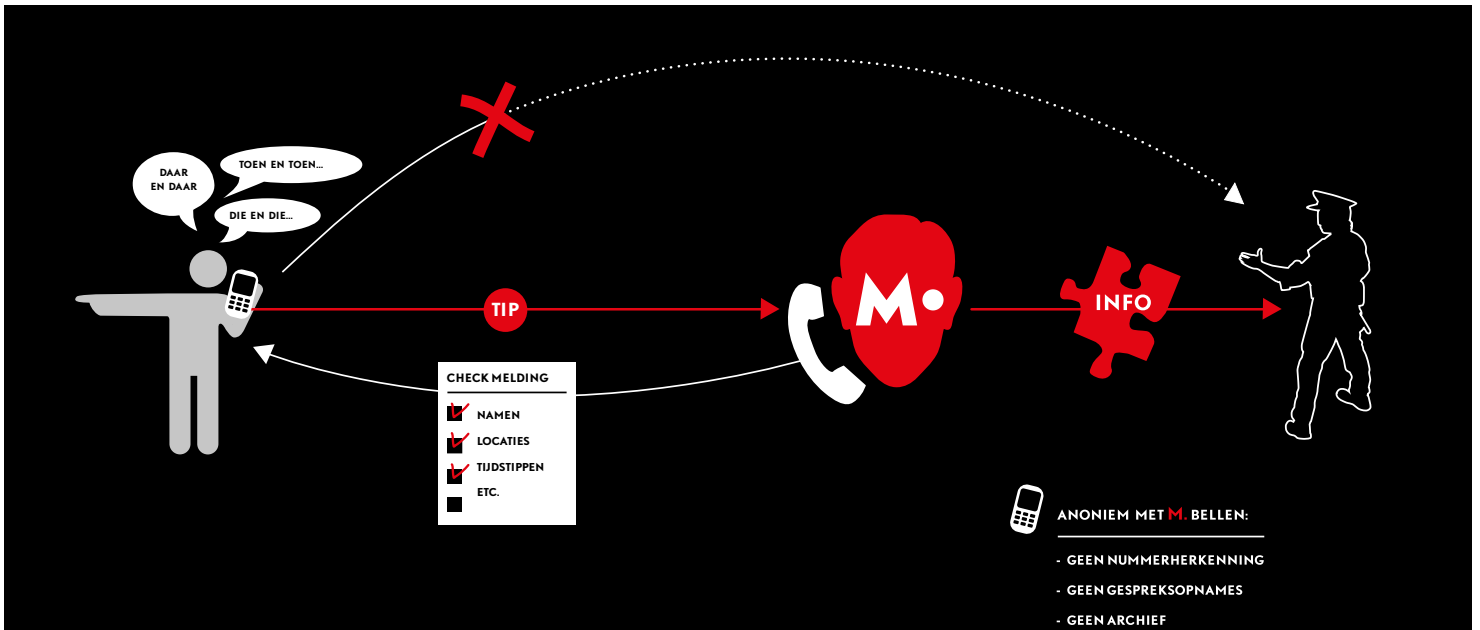 DAAR
EN DAAR
TOEN EN TOEN...
DIE EN DIE...
TIP
M.
INFO
CHECK MELDING
NAMEN
LOCATIES
TIJDSTIPPEN
ETC.
ANONIEM MET M. BELLEN:
- GEEN NUMMERHERKENNING
- GEEN GESPREKSOPNAMES
- GEEN ARCHIEF